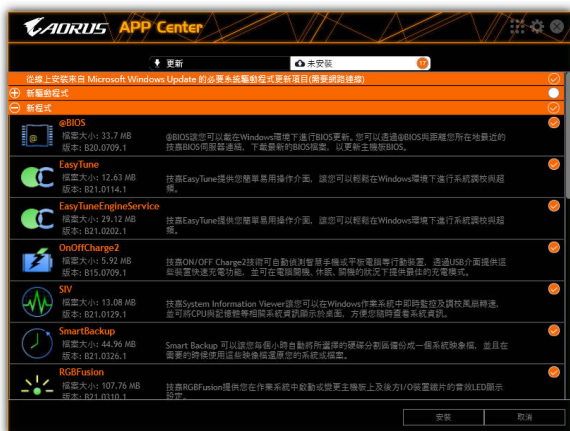 AORUS APP Center
更新
未安裝 17
從線上安裝來自 Microsoft Windows Update 的必要系統驅動程式更新項目(需要網路連線)
新驅動程式
新程式
@BIOS
檔案大小: 33.7 MB
版本: B20.0709.1
@BIOS讓您可以載在Windows環境下進行BIOS更新。您可以透過@BIOS與距離您所在地最近的
技嘉BIOS伺服器連結，下載最新的BIOS檔案，以更新主機板BIOS。
EasyTune
檔案大小: 12.63 MB
版本: B21.0114.1
技嘉EasyTune提供您簡單易用操作介面，讓您可以輕鬆在Windows環境下進行系統調校與超
頻。
EasyTuneEngineService
檔案大小: 29.12 MB
版本: B21.0202.1
技嘉EasyTune提供您簡單易用操作介面，讓您可以輕鬆在Windows環境下進行系統調校與超
頻。
OnOffCharge2
檔案大小: 5.92 MB
版本: B15.0709.1
技嘉ON/OFF Charge2技術可自動偵測智慧手機或平板電腦等行動裝置，透過USB介面提供這
些裝置快速充電功能，並可在電腦開機、休眠、關機的狀況下提供最佳的充電模式。
SIV
檔案大小: 13.08 MB
版本: B21.0129.1
技嘉System Information Viewer讓您可以在Windows作業系統中即時監控及調校風扇轉速，
並可將CPU與記憶體等相關系統資訊顯示於桌面，方便您隨時查看系統資訊。
SmartBackup
檔案大小: 44.96 MB
版本: B21.0326.1
Smart Backup 可以讓您每個小時自動將所選擇的硬碟分割區備份成一個系統映象檔，並且在
需要的時候使用這些映像檔還原您的系統或檔案。
RGBFusion
檔案大小: 107.76 MB
版本: B21.0310.1
技嘉RGBFusion提供您在作業系統中啟動或變更主機板上及後方I/O裝置鐵片的音效LED顯示
設定。
安裝
取消